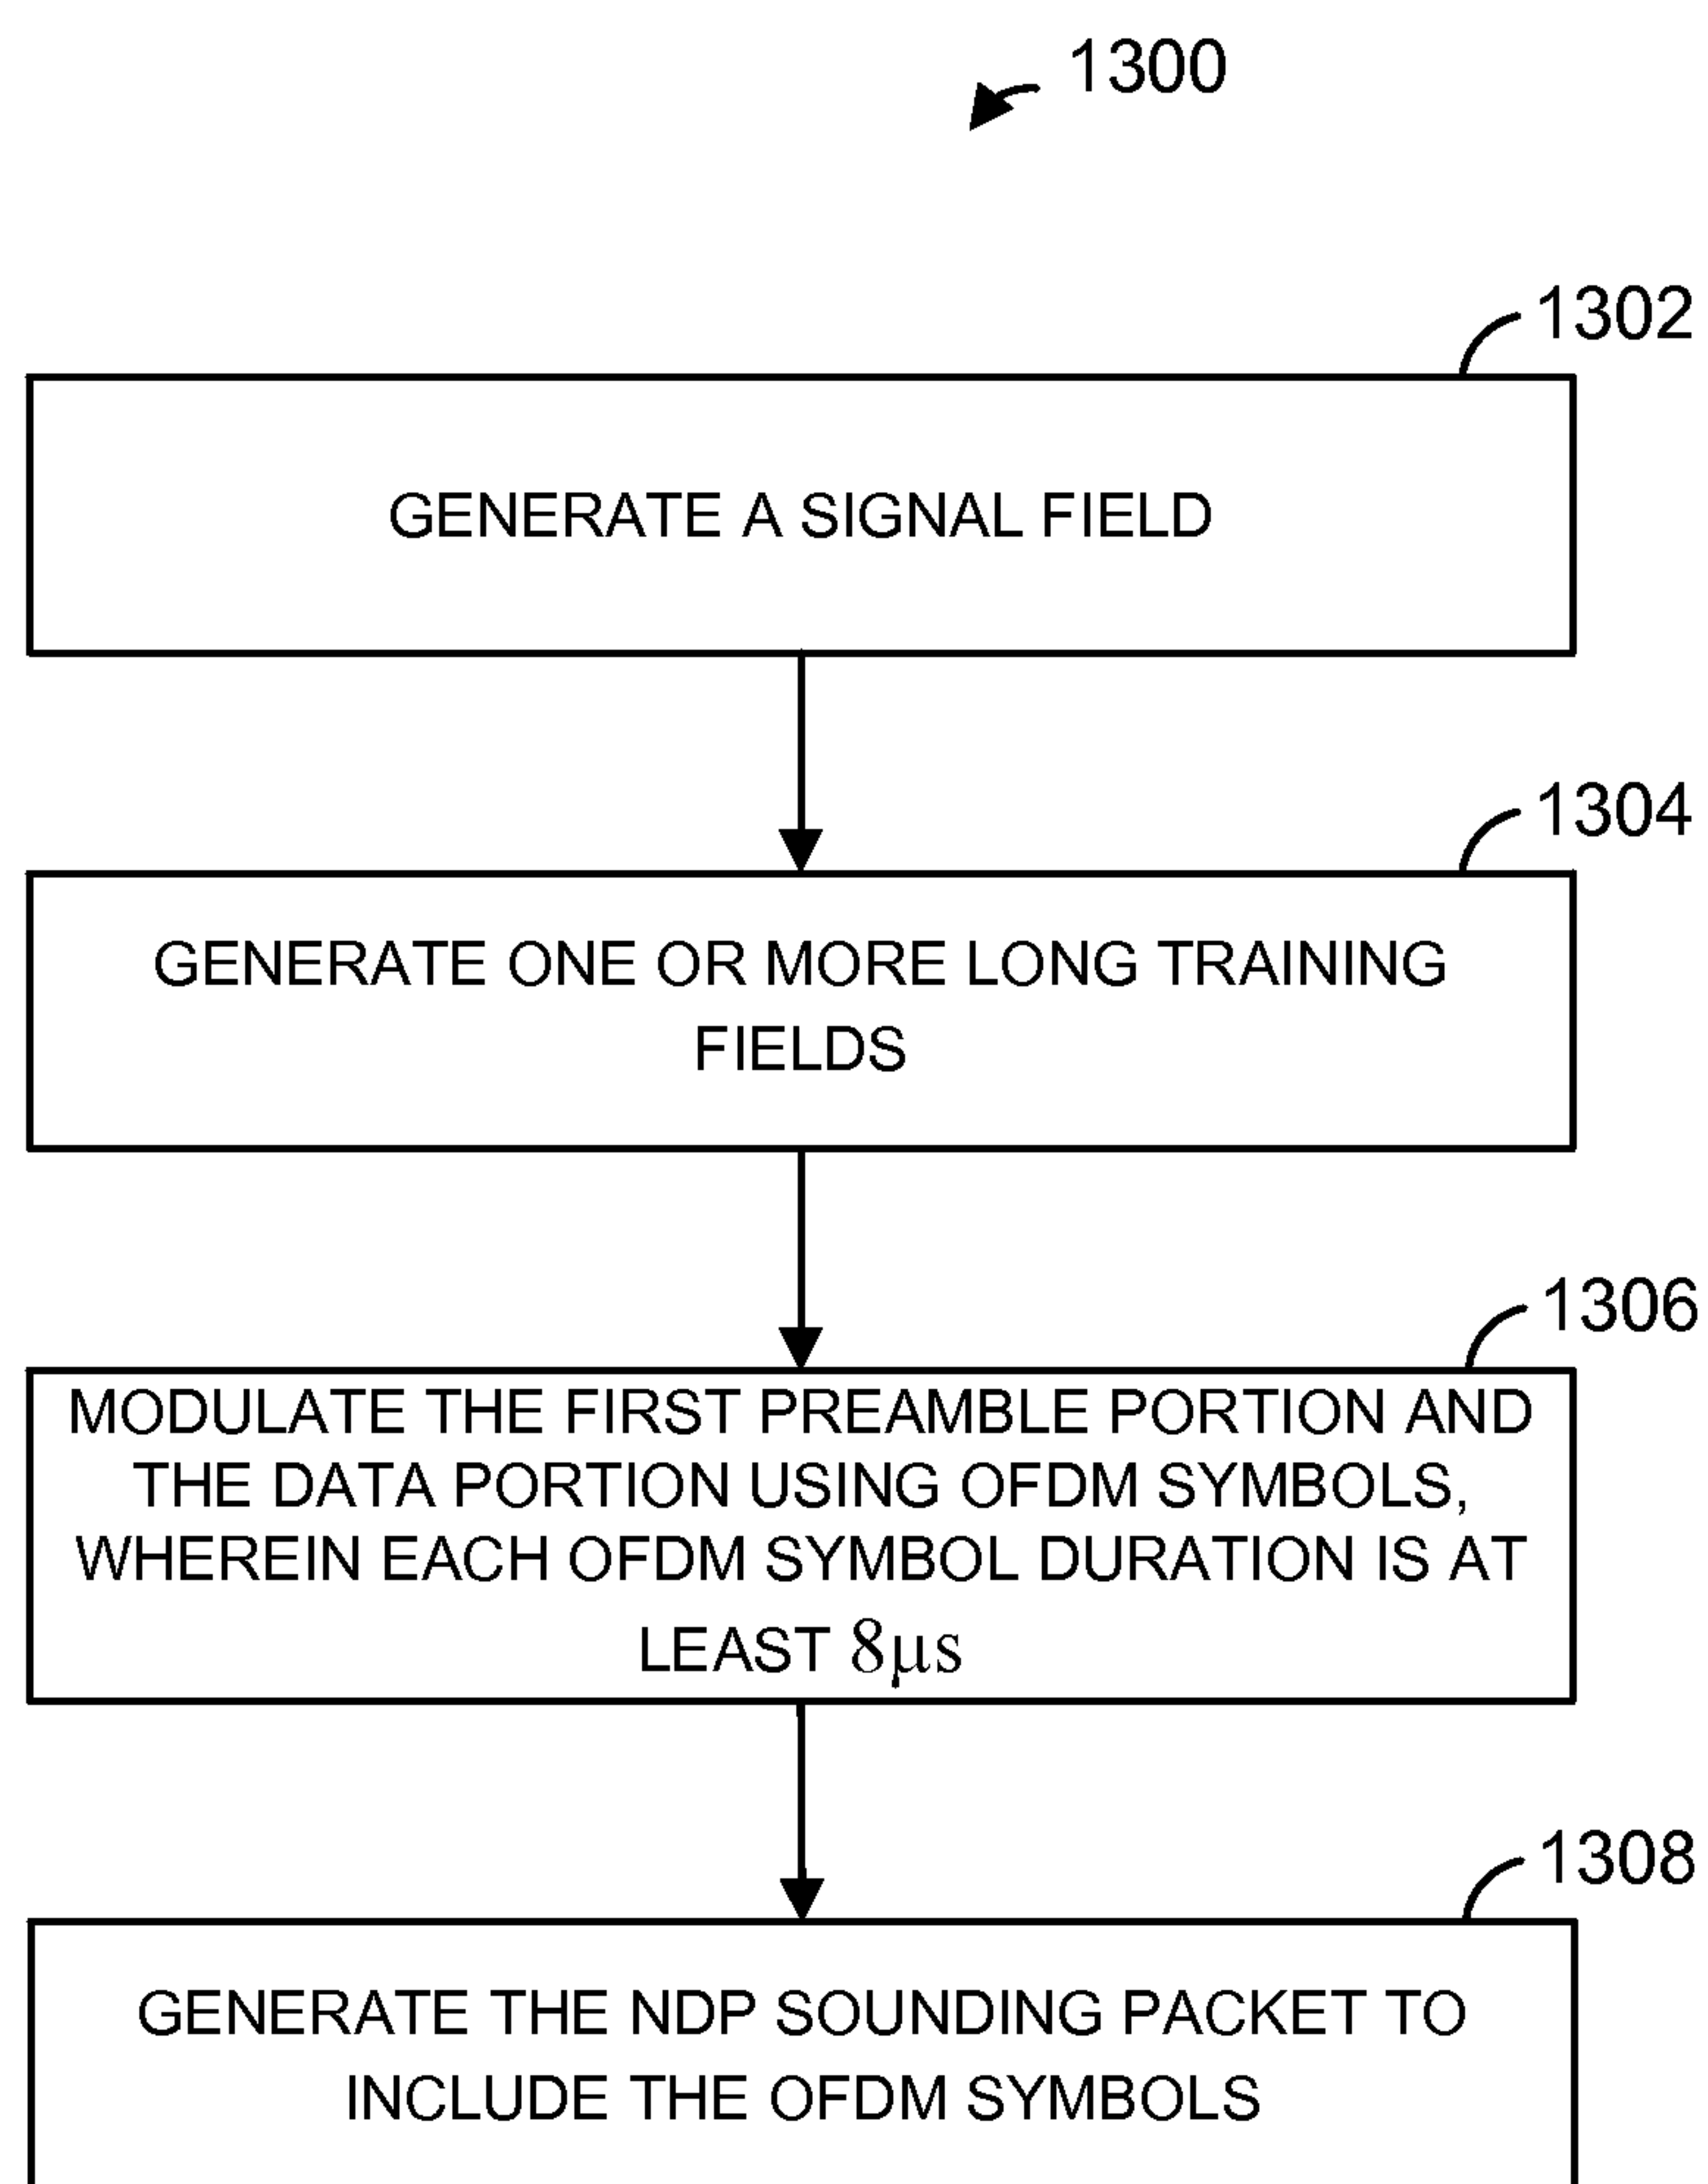 1300
1302
GENERATE A SIGNAL FIELD
1304
GENERATE ONE OR MORE LONG TRAINING
FIELDS
1306
MODULATE THE FIRST PREAMBLE PORTION AND
THE DATA PORTION USING OFDM SYMBOLS,
WHEREIN EACH OFDM SYMBOL DURATION IS AT
LEAST 8µs
1308
GENERATE THE NDP SOUNDING PACKET TO
INCLUDE THE OFDM SYMBOLS